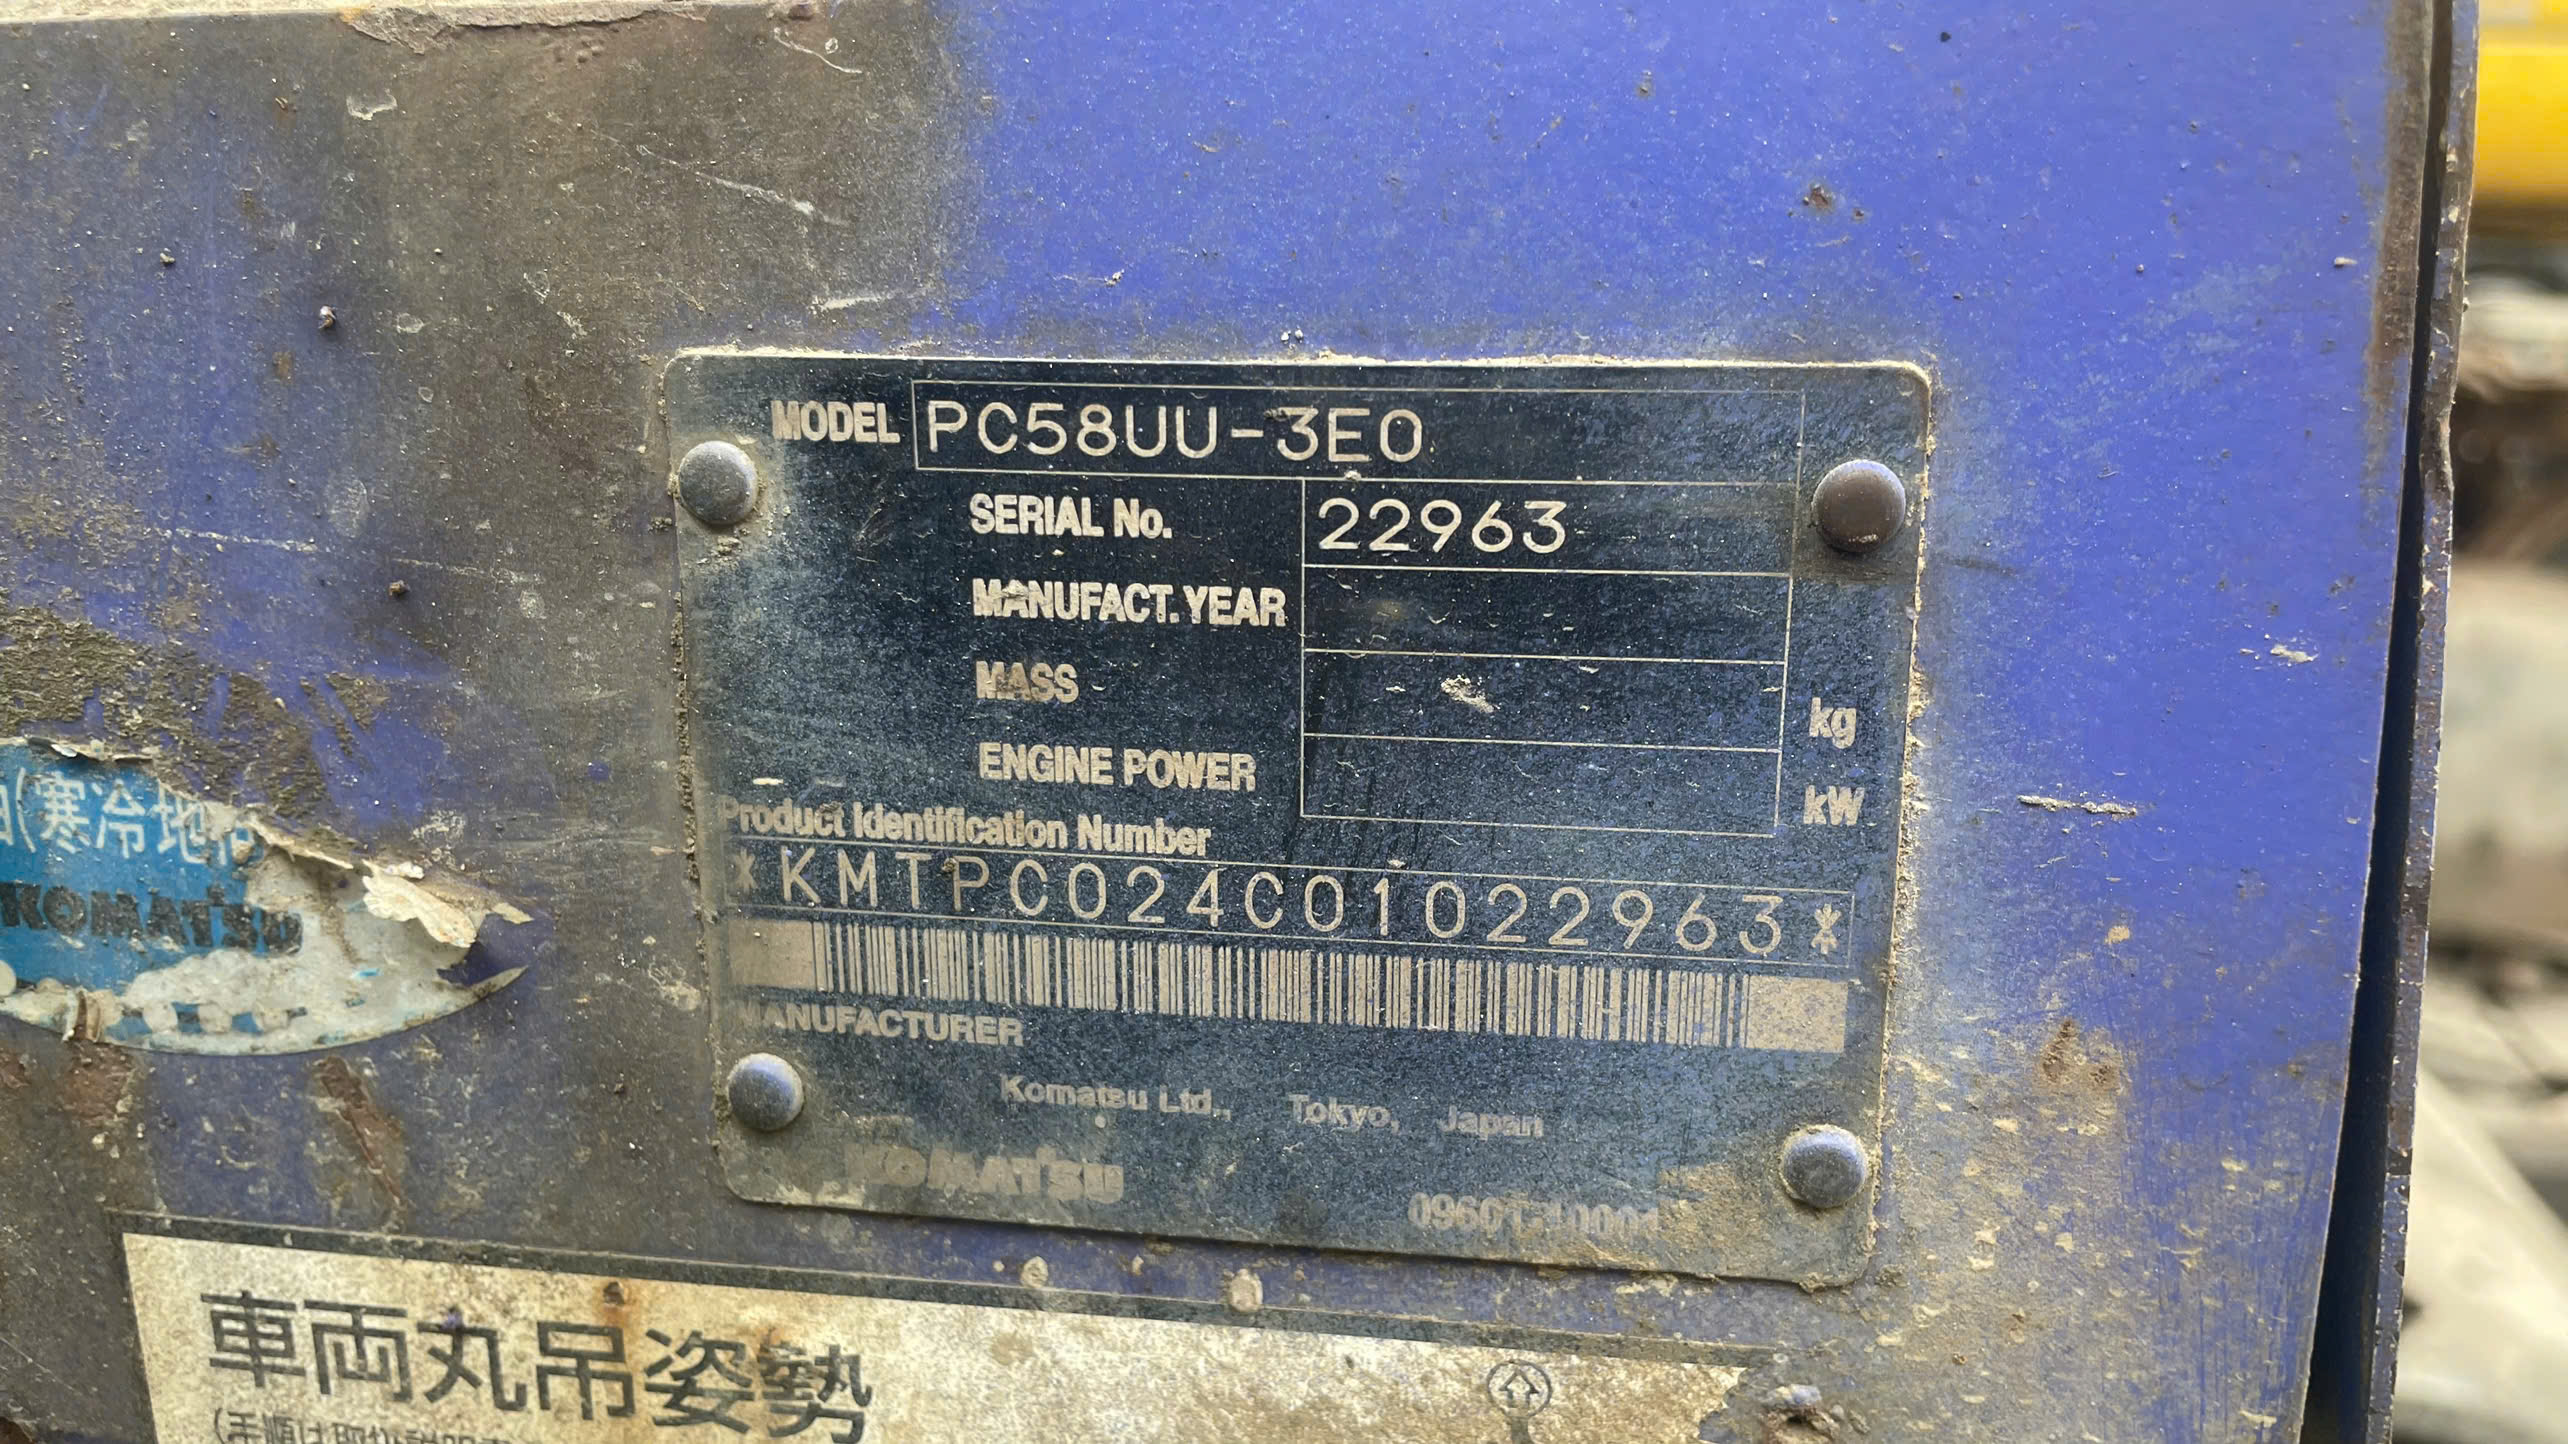 MODEL PC58UU-3E0
SERIAL No. 22963
MANUFACT. YEAR
MASS kg
ENGINE POWER kW
Product Identification Number
*KMTPC024C01022963*
MANUFACTURER
Komatsu Ltd., Tokyo, Japan
KOMATSU
(寒冷地
KOMATSU
車両丸吊姿勢